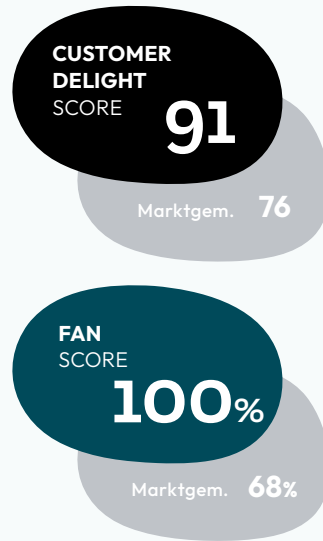 CUSTOMER
DELIGHT
SCORE
91
Marktgem. 76
FAN
SCORE
100%
Marktgem. 68%